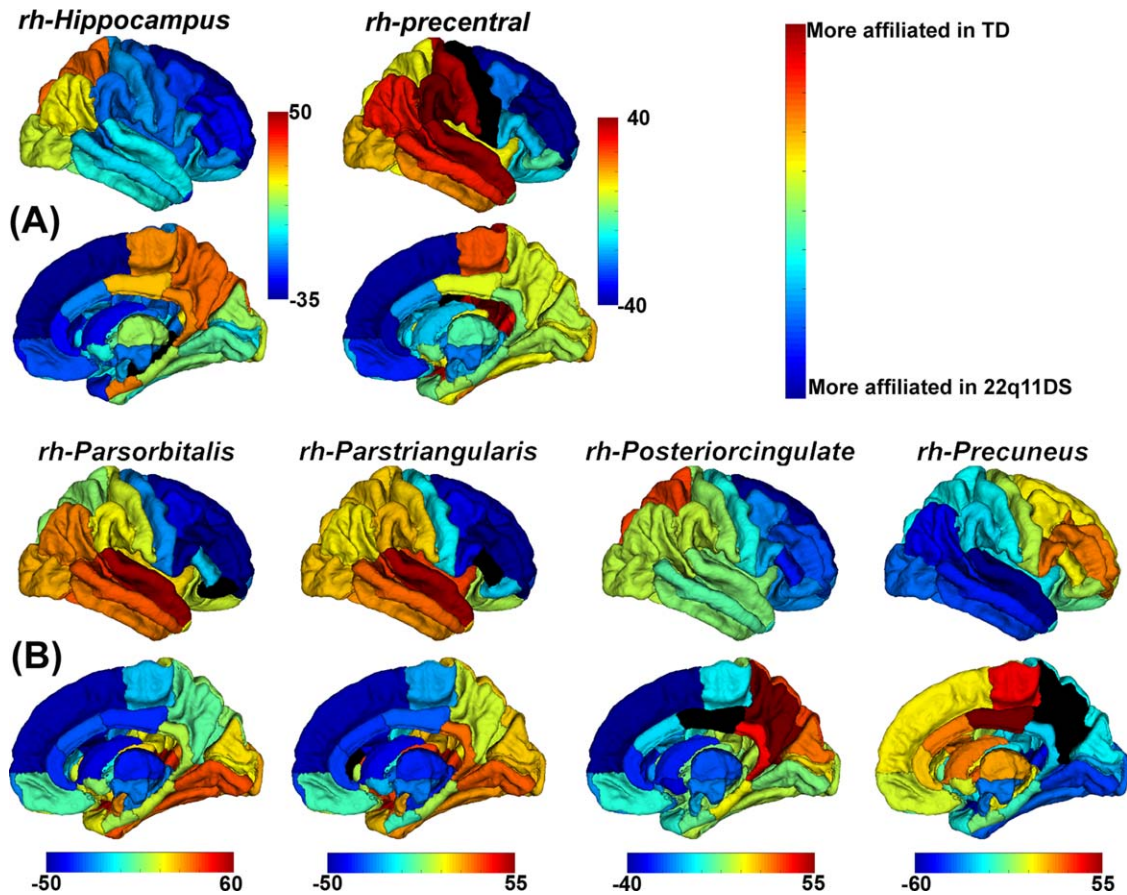 rh-Hippocampus
rh-precentral
More affiliated in TD
50
40
(A)
-35
-40
More affiliated in 22q11DS
rh-Parsorbitalis
rh-Parstriangularis
rh-Posteriorcingulate
rh-Precuneus
(B)
-50
60
-50
55
-40
55
-60
55